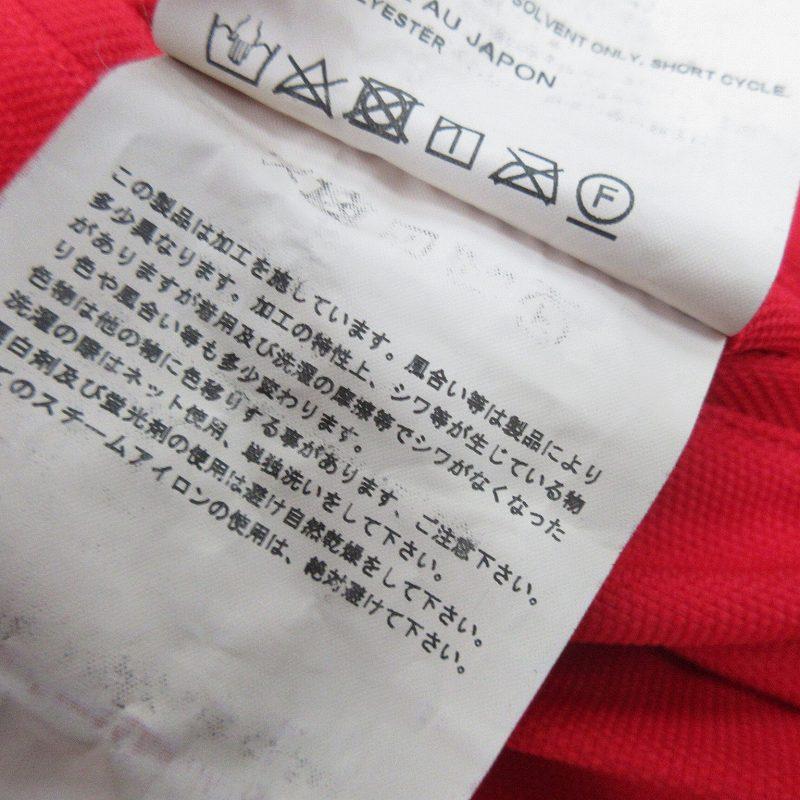 SOLVENT ONLY. SHORT CYCLE.
AU JAPON
F
この製品は加工を施しています。風合い等は製品により
多少異なります。加工の特性上、シワ等が生じている物
がありますが着用及び洗濯の摩擦等でシワがなくなった
り色や風合い等も多少変わります。
色物は他の物に色移りする事があります、ご注意下さい。
洗濯の際はネット使用、単独洗いをして下さい。
白剤及び蛍光剤の使用は避け自然乾燥をして下さい。
てのスチームアイロンの使用は、絶対避けて下さい。